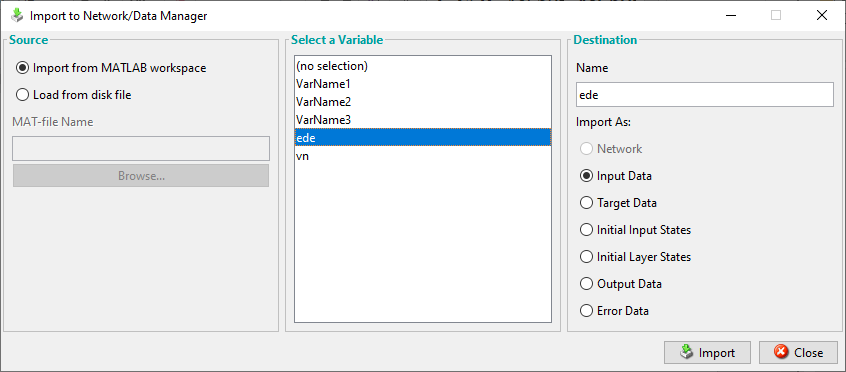 Import to Network/Data Manager
Source
Import from MATLAB workspace
Load from disk file
MAT-file Name
Browse...
Select a Variable
(no selection)
VarName1
VarName2
VarName3
ede
vn
Destination
Name
ede
Import As:
Network
Input Data
Target Data
Initial Input States
Initial Layer States
Output Data
Error Data
Import
Close